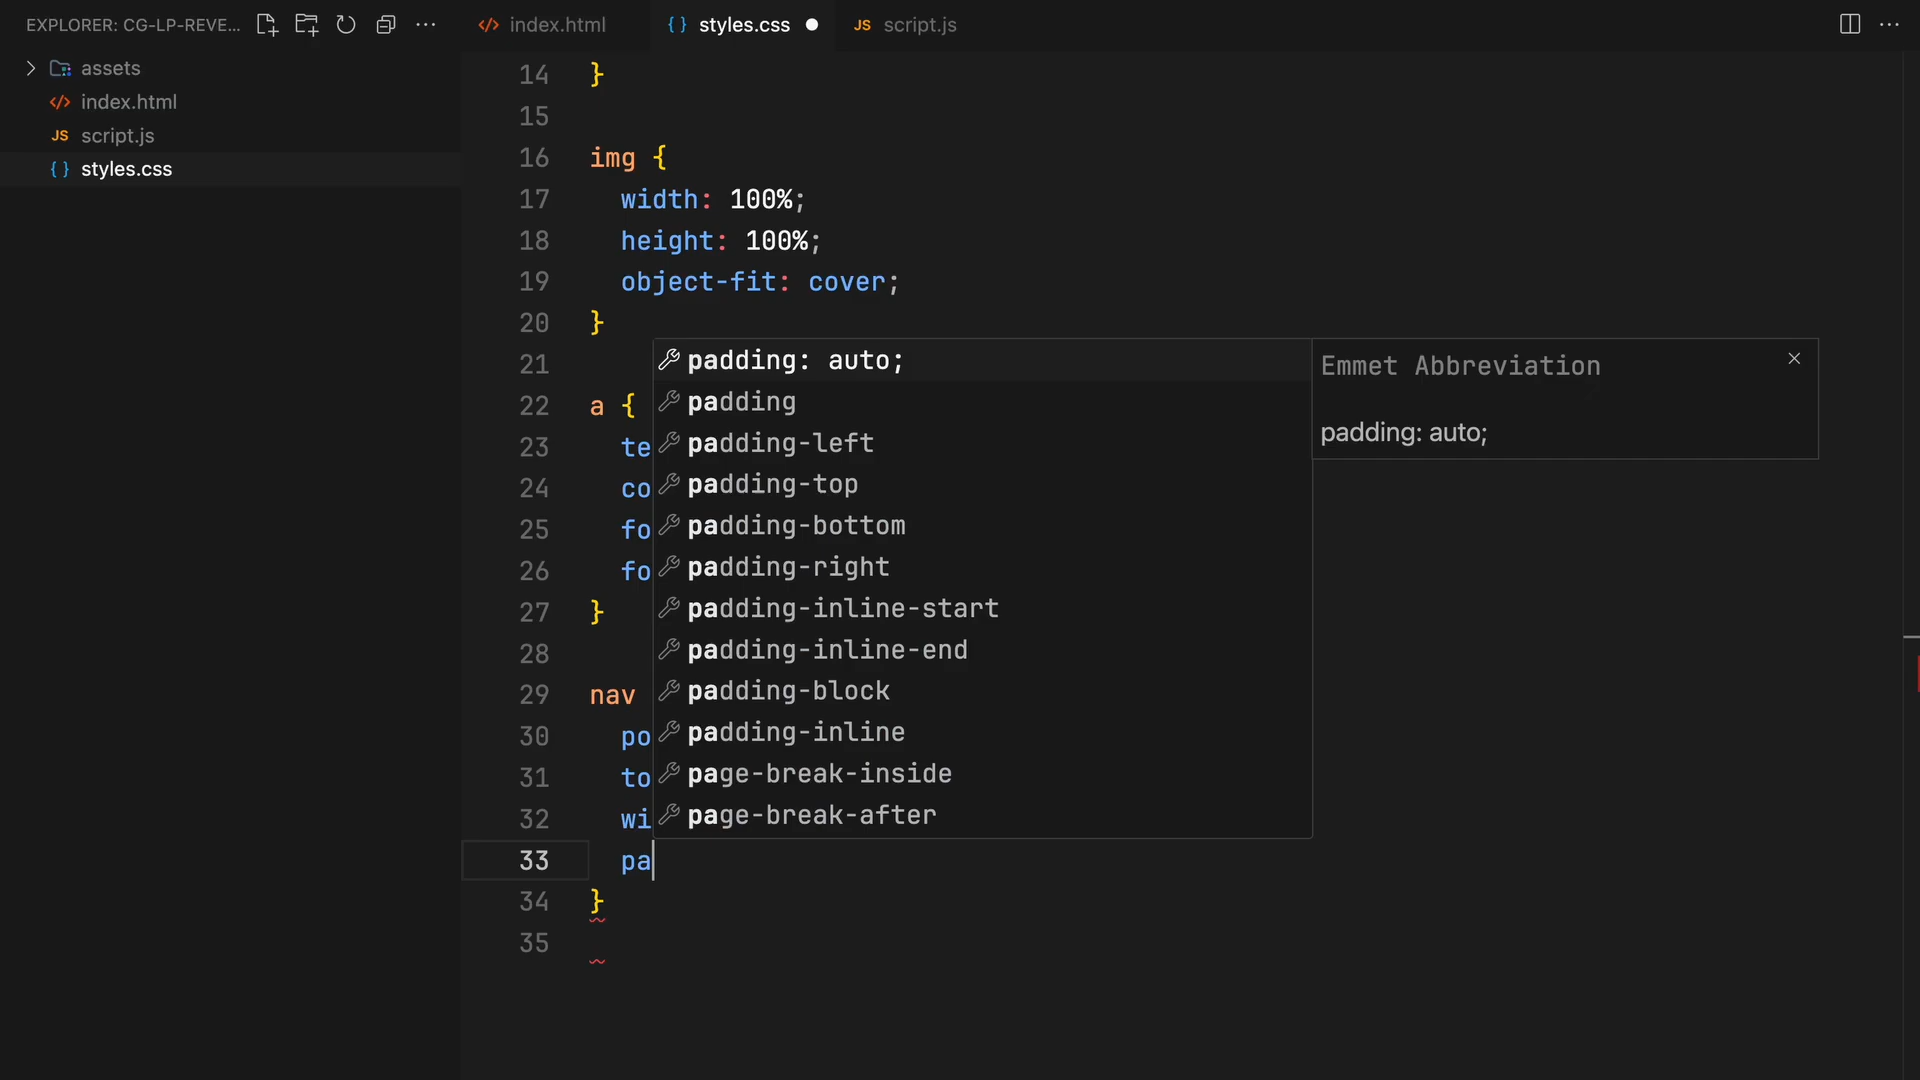 EXPLORER: CG-LP-REVE...
assets
index.html
JS script.js
styles.css
index.html
styles.css
JS script.js
14 }
15
16 img {
17 width: 100%;
18 height: 100%;
19 object-fit: cover;
20 }
21
22 a {
23 te
24 co
25 fo
26 fo
27 }
28
29 nav
30 po
31 to
32 wi
33 pa
34 }
35
padding: auto;
padding
padding-left
padding-top
padding-bottom
padding-right
padding-inline-start
padding-inline-end
padding-block
padding-inline
page-break-inside
page-break-after
Emmet Abbreviation
padding: auto;